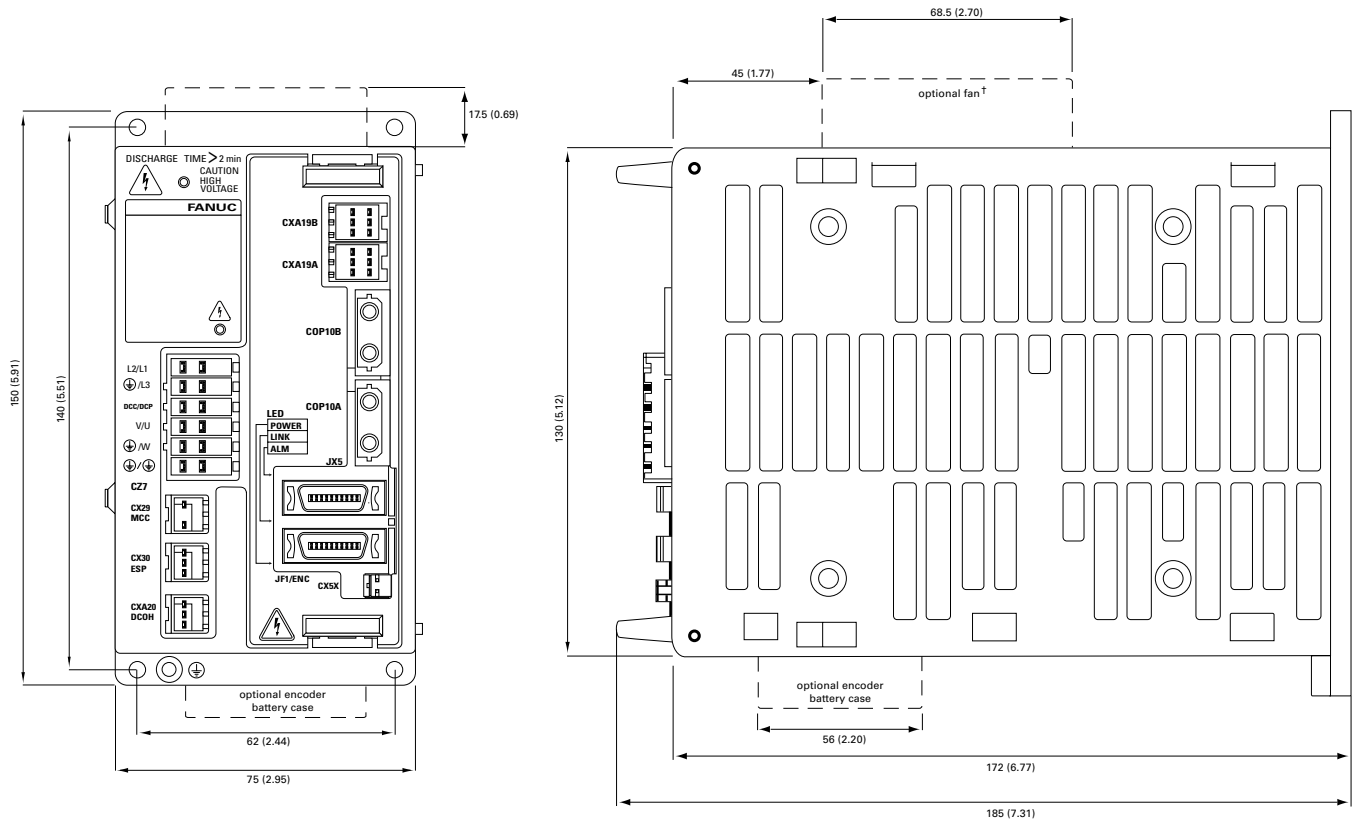 68.5 (2.70)
45 (1.77)
optional fan†
17.5 (0.69)
DISCHARGE TIME > 2 min
CAUTION
HIGH
VOLTAGE
FANUC
CXA19B
CXA19A
COP10B
COP10A
L2/L1
/L3
DCC/DCP
V/U
/W
/
CZ7
CX29
MCC
CX30
ESP
CXA20
DCOH
LED
POWER
LINK
ALM
JX5
JF1/ENC
CX5X
optional encoder
battery case
150 (5.91)
140 (5.51)
62 (2.44)
75 (2.95)
130 (5.12)
optional encoder
battery case
56 (2.20)
172 (6.77)
185 (7.31)